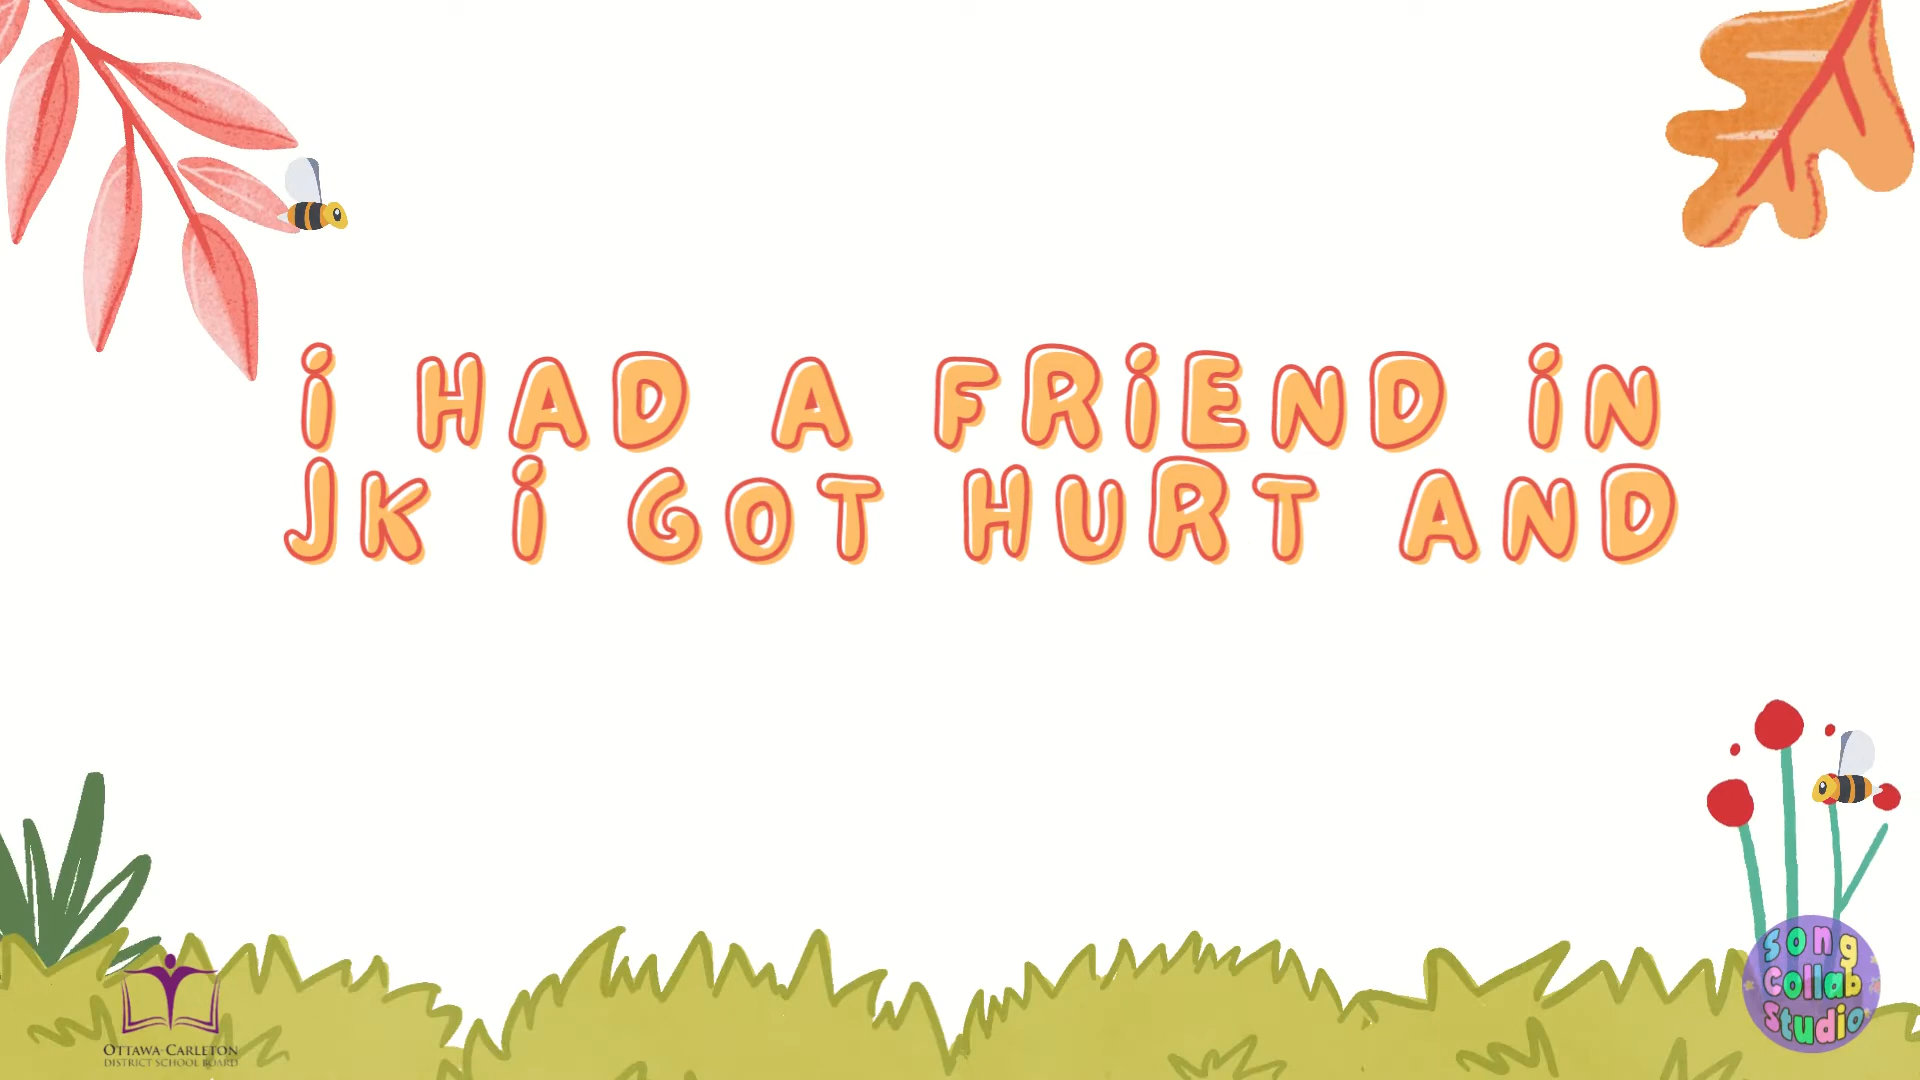 i HAD A FRiEND iN
JK i GOT HURT AND
OTTAWA-CARLETON
DISTRICT SCHOOL BOARD
Song
Collab
Studio